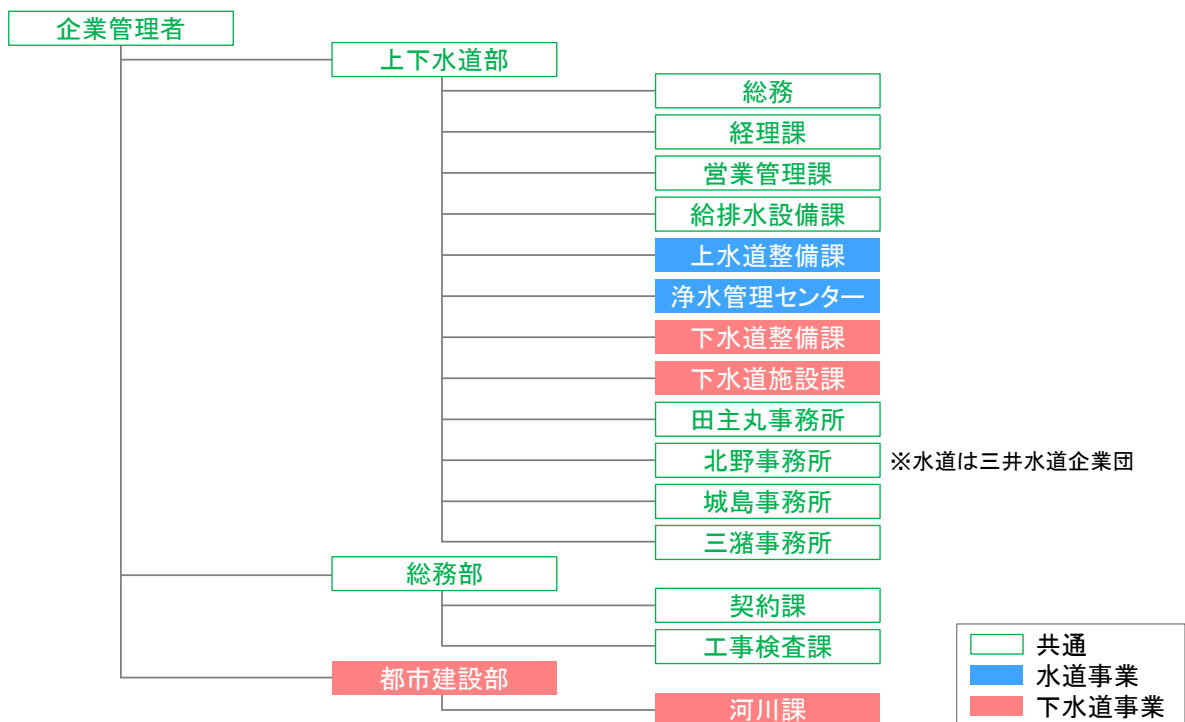 企業管理者
上下水道部
総務
経理課
営業管理課
給排水設備課
上水道整備課
浄水管理センター
下水道整備課
下水道施設課
田主丸事務所
北野事務所 ※水道は三井水道企業団
城島事務所
三潴事務所
総務部
契約課
工事検査課
都市建設部
河川課
共通
水道事業
下水道事業